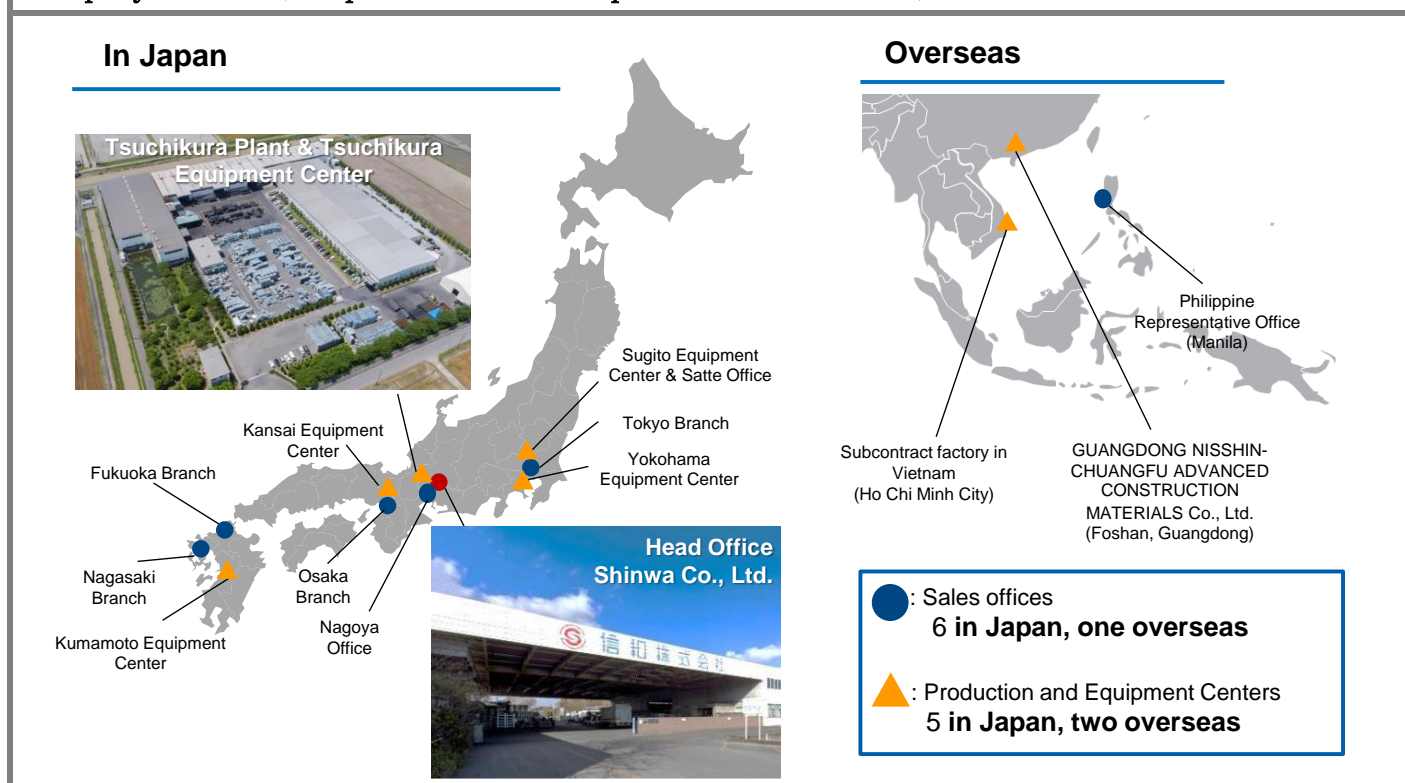 In Japan
Overseas
Tsuchikura Plant & Tsuchikura
Equipment Center
Philippine
Representative Office
(Manila)
Sugito Equipment
Center & Satte Office
Tokyo Branch
Yokohama
Equipment Center
Kansai Equipment
Center
Fukuoka Branch
Nagasaki
Branch
Kumamoto Equipment
Center
Osaka
Branch
Nagoya
Office
Subcontract factory in
Vietnam
(Ho Chi Minh City)
GUANGDONG NISSHIN-
CHUANGFU ADVANCED
CONSTRUCTION
MATERIALS Co., Ltd.
(Foshan, Guangdong)
Head Office
Shinwa Co., Ltd.
信和株式会社
: Sales offices
6 in Japan, one overseas
: Production and Equipment Centers
5 in Japan, two overseas